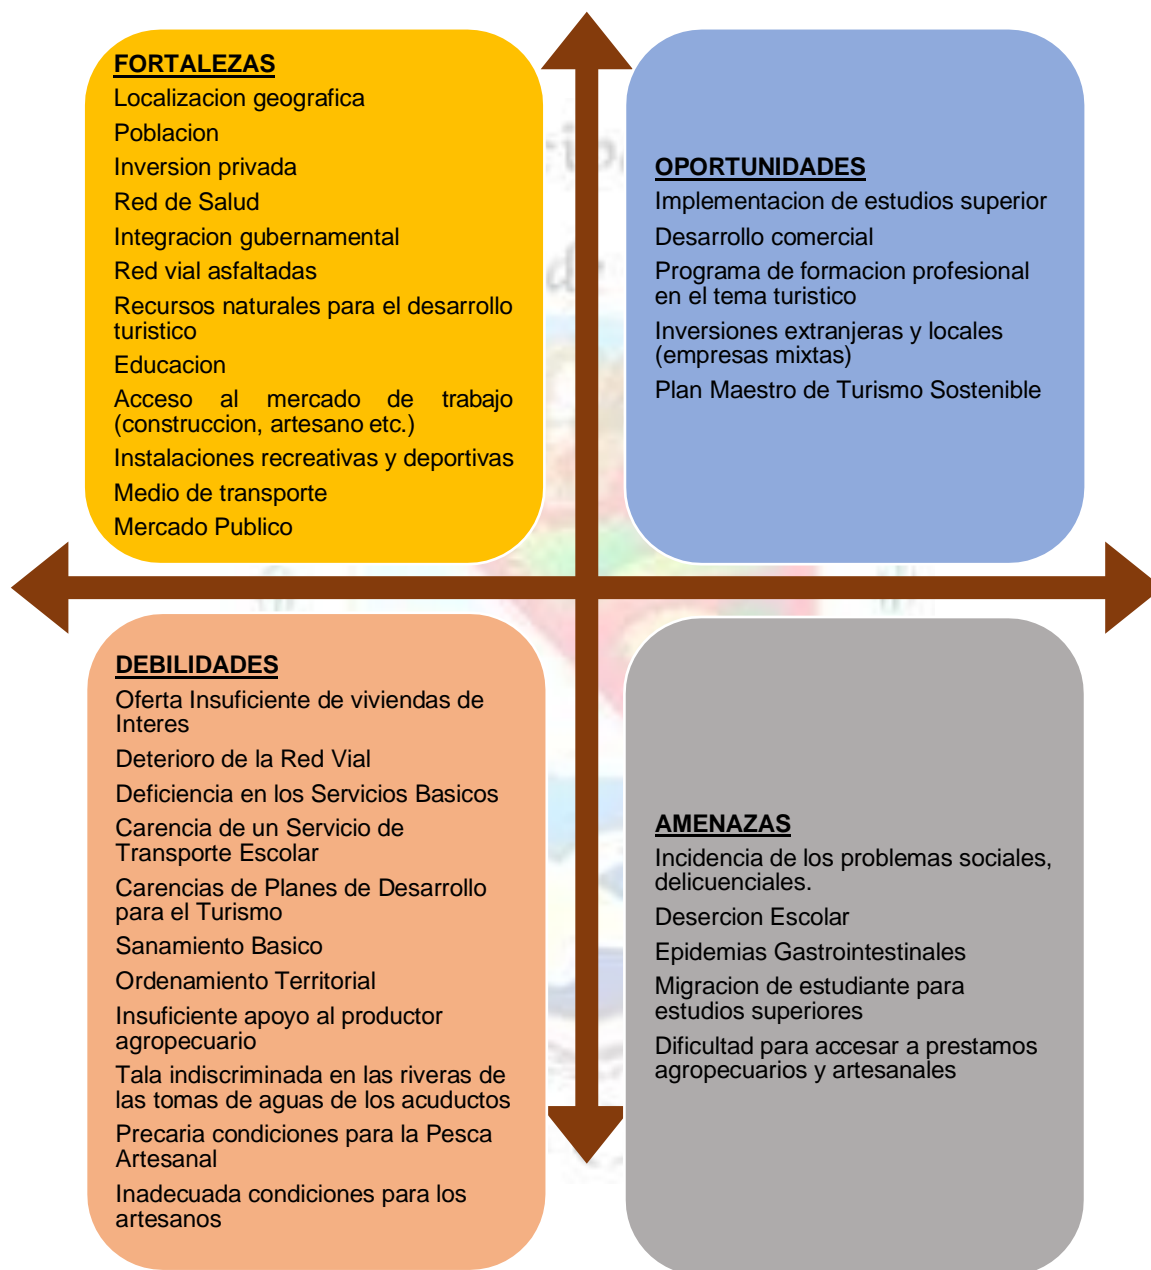 FORTALEZAS
Localizacion geografica
Poblacion
Inversion privada
Red de Salud
Integracion gubernamental
Red vial asfaltadas
Recursos naturales para el desarrollo
turistico
Educacion
Acceso al mercado de trabajo
(construccion, artesano etc.)
Instalaciones recreativas y deportivas
Medio de transporte
Mercado Publico
OPORTUNIDADES
Implementacion de estudios superior
Desarrollo comercial
Programa de formacion profesional
en el tema turistico
Inversiones extranjeras y locales
(empresas mixtas)
Plan Maestro de Turismo Sostenible
DEBILIDADES
Oferta Insuficiente de viviendas de
Interes
Deterioro de la Red Vial
Deficiencia en los Servicios Basicos
Carencia de un Servicio de
Transporte Escolar
Carencias de Planes de Desarrollo
para el Turismo
Sanamiento Basico
Ordenamiento Territorial
Insuficiente apoyo al productor
agropecuario
Tala indiscriminada en las riveras de
las tomas de aguas de los acuductos
Precaria condiciones para la Pesca
Artesanal
Inadecuada condiciones para los
artesanos
AMENAZAS
Incidencia de los problemas sociales,
delicuenciales.
Desercion Escolar
Epidemias Gastrointestinales
Migracion de estudiante para
estudios superiores
Dificultad para accesar a prestamos
agropecuarios y artesanales